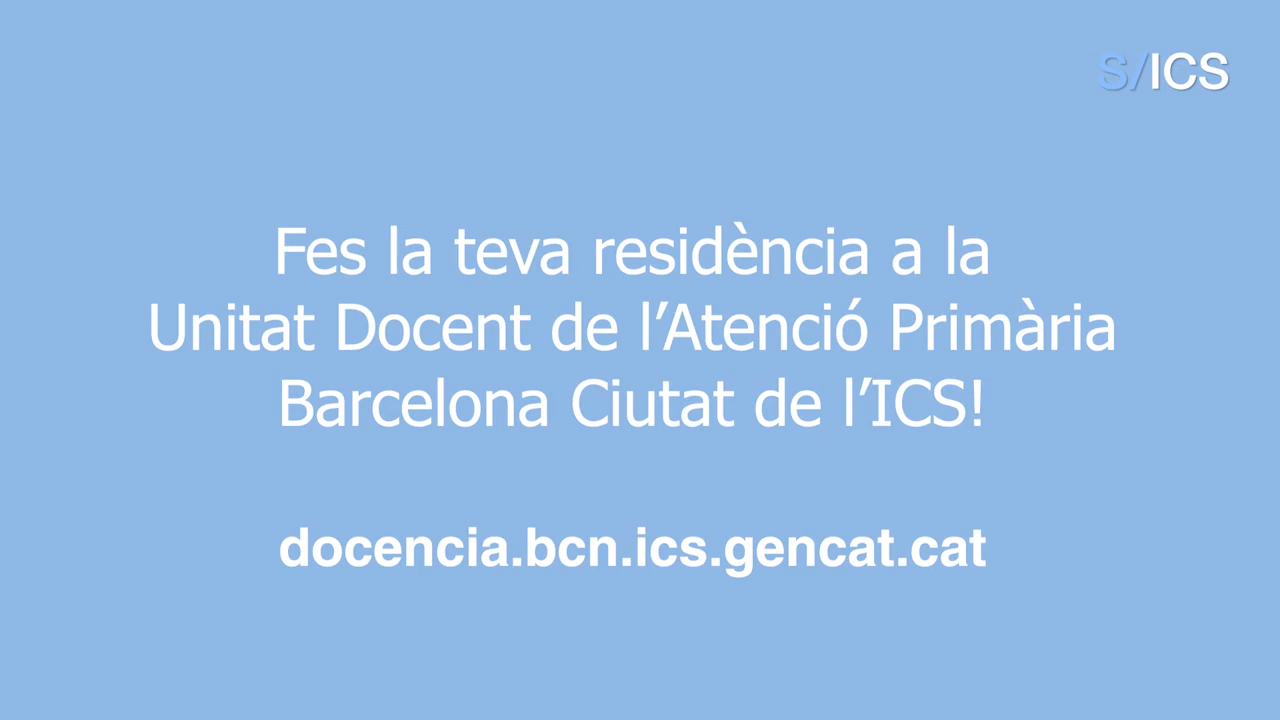 S/ICS
Fes la teva residència a la
Unitat Docent de l’Atenció Primària
Barcelona Ciutat de l’ICS!
docencia.bcn.ics.gencat.cat